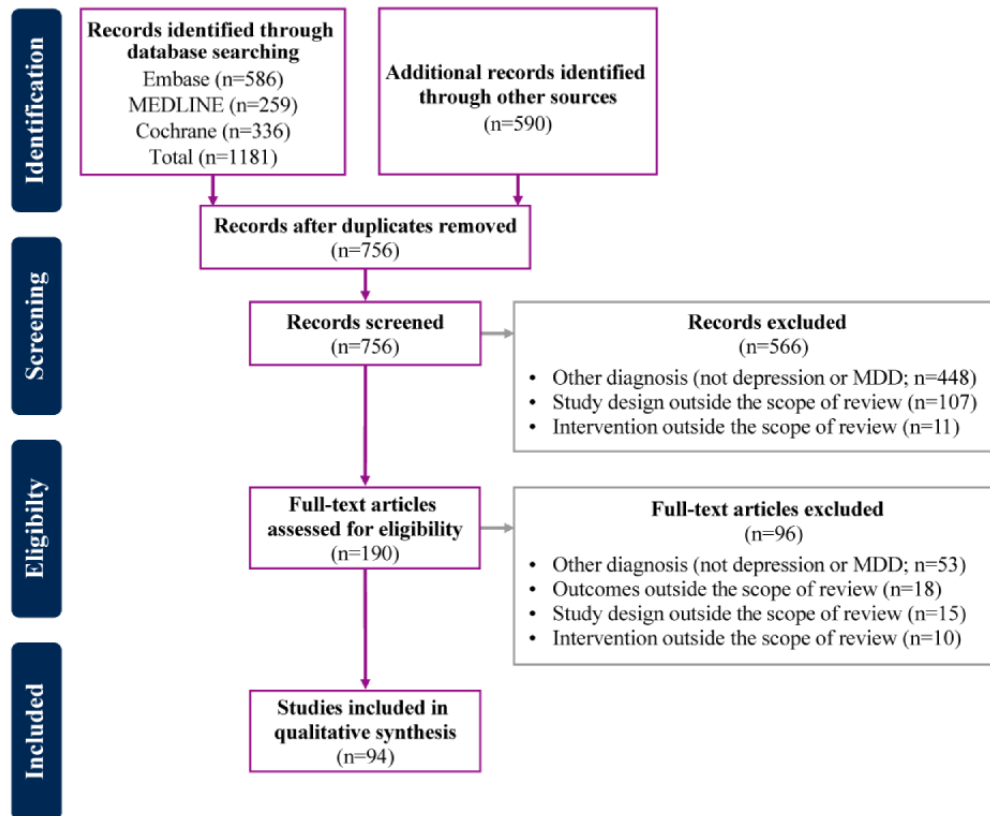 Identification
Records identified through
database searching
Embase (n=586)
MEDLINE (n=259)
Cochrane (n=336)
Total (n=1181)
Additional records identified
through other sources
(n=590)
Records after duplicates removed
(n=756)
Screening
Records screened
(n=756)
Records excluded
(n=566)
• Other diagnosis (not depression or MDD; n=448)
• Study design outside the scope of review (n=107)
• Intervention outside the scope of review (n=11)
Eligibilty
Full-text articles
assessed for eligibility
(n=190)
Full-text articles excluded
(n=96)
• Other diagnosis (not depression or MDD; n=53)
• Outcomes outside the scope of review (n=18)
• Study design outside the scope of review (n=15)
• Intervention outside the scope of review (n=10)
Included
Studies included in
qualitative synthesis
(n=94)